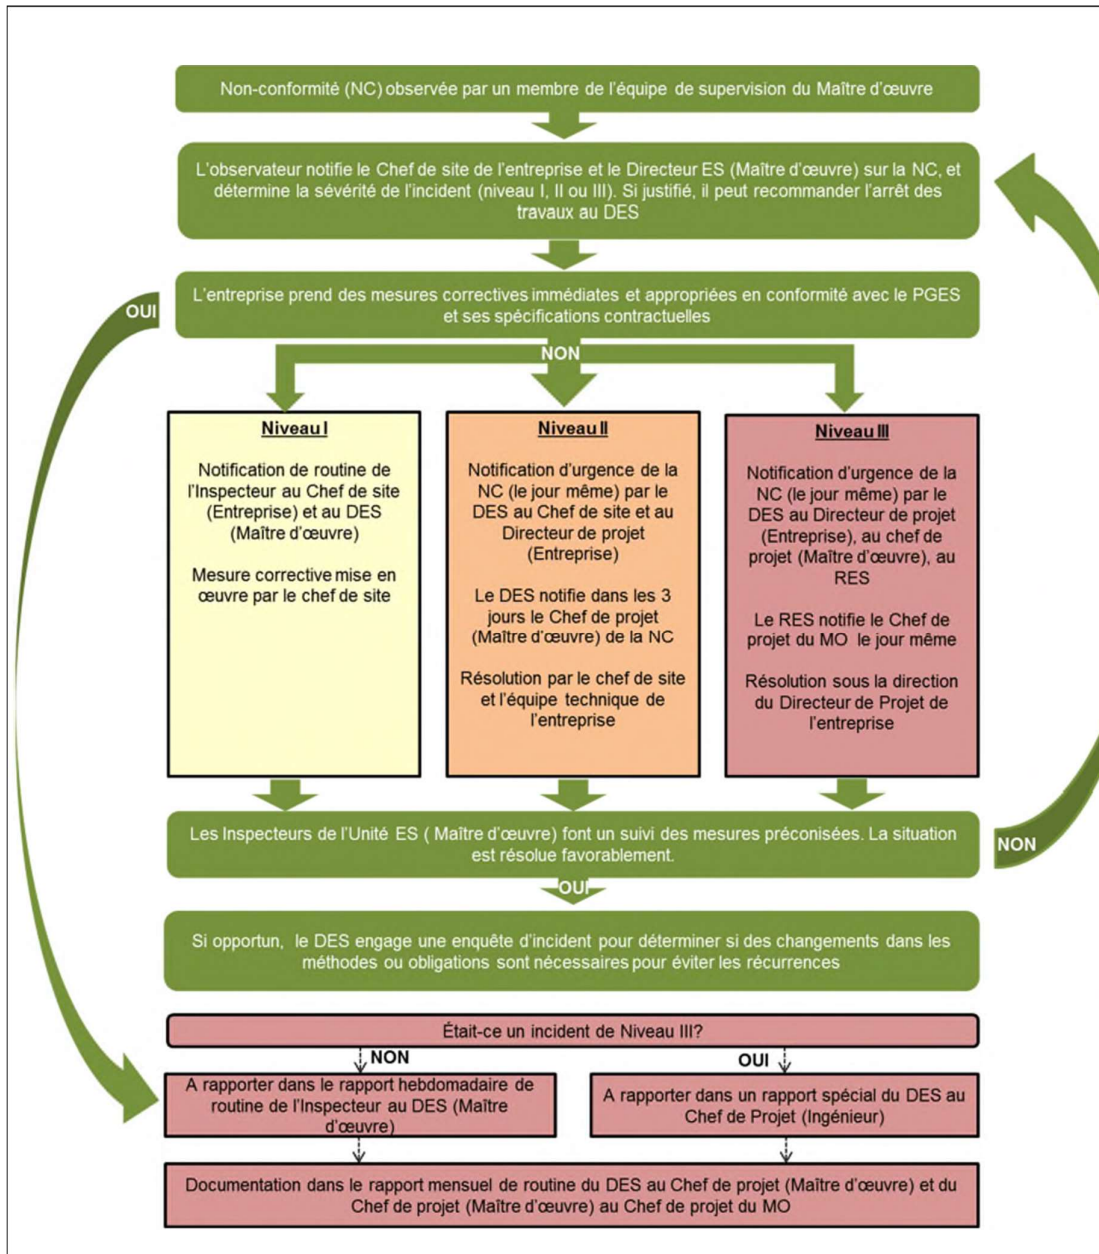 Non-conformité (NC) observée par un membre de l'équipe de supervision du Maître d'œuvre
L'observateur notifie le Chef de site de l'entreprise et le Directeur ES (Maître d'œuvre) sur la NC, et
détermine la sévérité de l'incident (niveau I, II ou III). Si justifié, il peut recommander l'arrêt des
travaux au DES
L'entreprise prend des mesures correctives immédiates et appropriées en conformité avec le PGES
et ses spécifications contractuelles
OUI
NON
Niveau I
Notification de routine de
l'Inspecteur au Chef de site
(Entreprise) et au DES
(Maître d'œuvre)
Mesure corrective mise en
œuvre par le chef de site
Niveau II
Notification d'urgence de la
NC (le jour même) par le
DES au Chef de site et au
Directeur de projet
(Entreprise)
Le DES notifie dans les 3
jours le Chef de projet
(Maître d'œuvre) de la NC
Résolution par le chef de site
et l'équipe technique de
l'entreprise
Niveau III
Notification d'urgence de la
NC (le jour même) par le
DES au Directeur de projet
(Entreprise), au chef de
projet (Maître d'œuvre), au
RES
Le RES notifie le Chef de
projet du MO le jour même
Résolution sous la direction
du Directeur de Projet de
l'entreprise
Les Inspecteurs de l'Unité ES ( Maître d'œuvre) font un suivi des mesures préconisées. La situation
est résolue favorablement.
NON
OUI
Si opportun, le DES engage une enquête d'incident pour déterminer si des changements dans les
méthodes ou obligations sont nécessaires pour éviter les récurrences
Était-ce un incident de Niveau III?
NON
OUI
A rapporter dans le rapport hebdomadaire de
routine de l'Inspecteur au DES (Maître
d'œuvre)
A rapporter dans un rapport spécial du DES au
Chef de Projet (Ingénieur)
Documentation dans le rapport mensuel de routine du DES au Chef de projet (Maître d'œuvre) et du
Chef de projet (Maître d'œuvre) au Chef de projet du MO